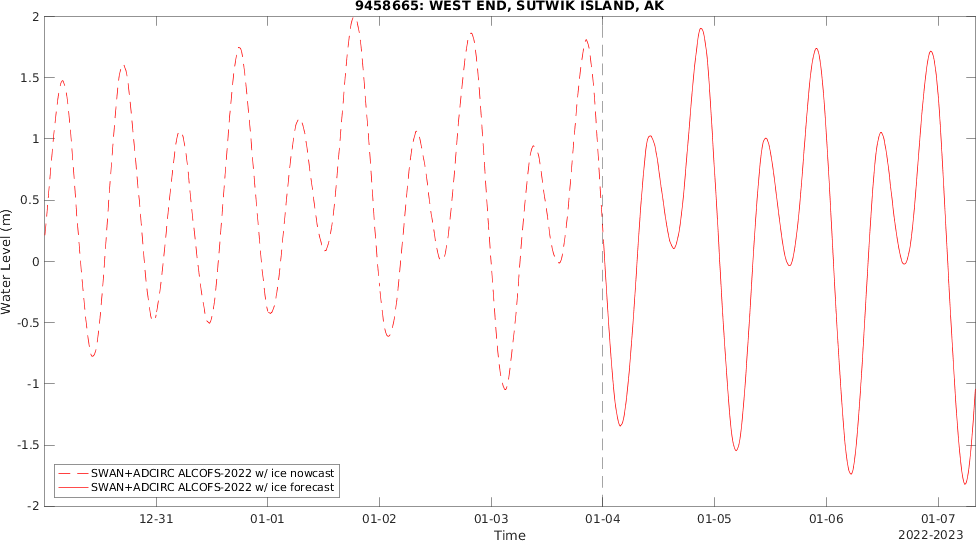 9458665: WEST END, SUTWIK ISLAND, AK
2
1.5
1
0.5
0
-0.5
-1
-1.5
-2
Water Level (m)
SWAN+ADCIRC ALCOFS-2022 w/ ice nowcast
SWAN+ADCIRC ALCOFS-2022 w/ ice forecast
12-31 01-01 01-02 01-03 01-04 01-05 01-06 01-07
Time
2022-2023